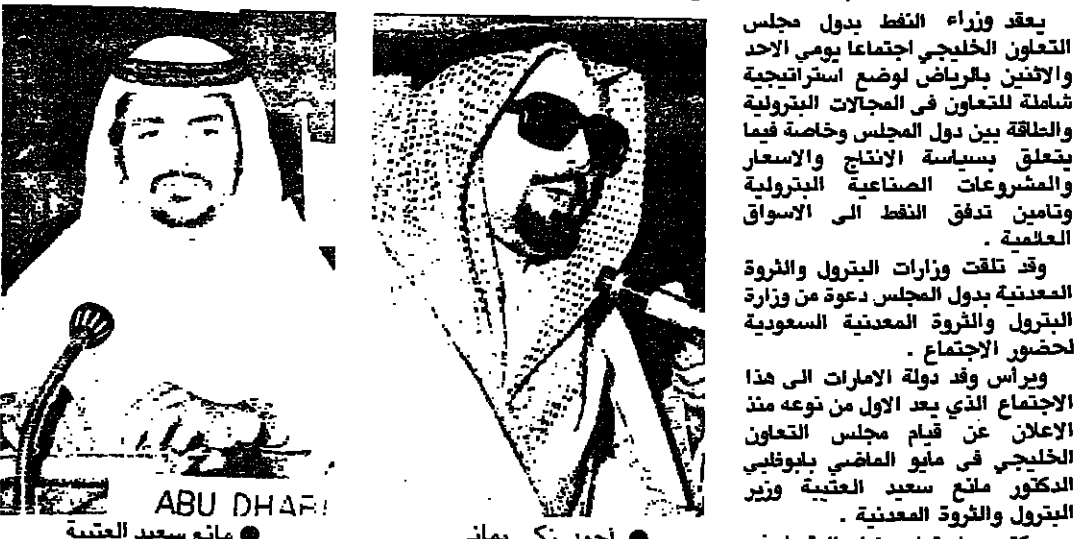 يعقد وزراء النفط بدول مجلس
التعاون الخليجي اجتماعا يومي الاحد
والاثنين بالرياض لوضع استراتيجية
شاملة للتعاون فى المجالات البترولية
والطاقة بين دول المجلس وخاصة فيما
يتعلق بسياسة الانتاج والاسعار
والمشروعات الصناعية البترولية
وتامين تدفق النفط الى الاسواق
العالمية .
وقد تلقت وزارات البترول والثروة
المعدنية بدول المجلس دعوة من وزارة
البترول والثروة المعدنية السعودية
لحضور الاجتماع .
ويرأس وفد دولة الامارات الى هذا
الاجتماع الذي يعد الاول من نوعه منذ
الاعلان عن قيام مجلس التعاون
الخليجي فى مايو الماضي بابوظبي
الدكتور مانع سعيد العتيبة وزير
البترول والثروة المعدنية .
● احمد زكي يماني
● مانع سعيد العتيبة
ABU DHABI